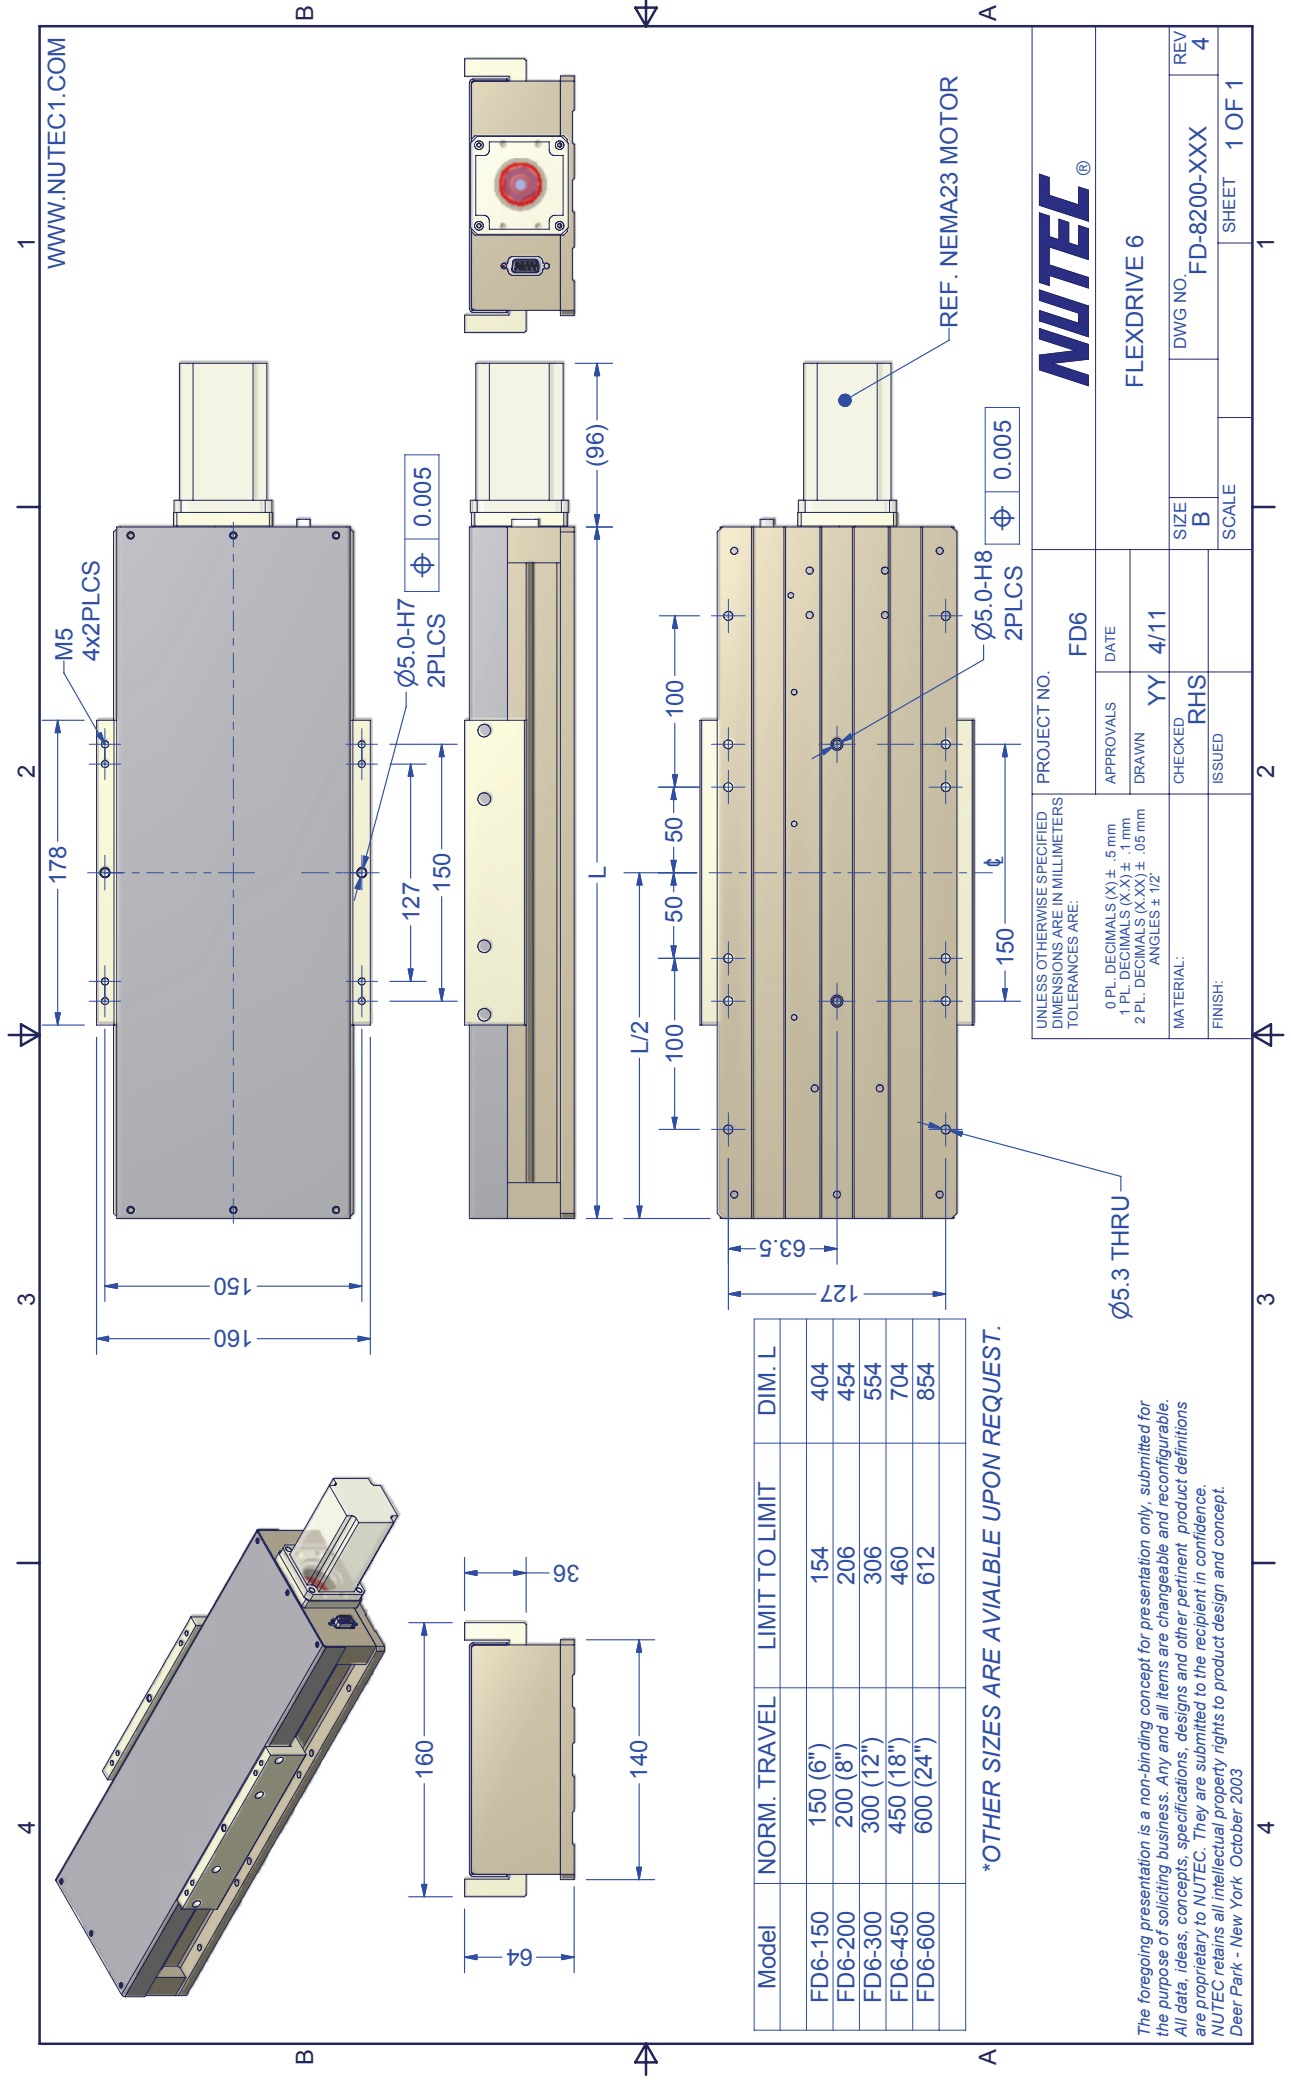 WWW.NUTEC1.COM
4
3
2
1
B
B
A
A
4
3
2
1
160
150
178
M5
4x2PLCS
Ø5.0-H7
2PLCS
0.005
127
150
160
36
64
140
L
(96)
L/2
100
50
50
100
63.5
127
150
Ø5.3 THRU
Ø5.0-H8
2PLCS
0.005
REF. NEMA23 MOTOR
Model NORM. TRAVEL LIMIT TO LIMIT DIM. L
FD6-150 150 (6") 154 404
FD6-200 200 (8") 206 454
FD6-300 300 (12") 306 554
FD6-450 450 (18") 460 704
FD6-600 600 (24") 612 854
*OTHER SIZES ARE AVIALBLE UPON REQUEST.
The foregoing presentation is a non-binding concept for presentation only, submitted for
the purpose of soliciting business. Any and all items are changeable and reconfigurable.
All data, ideas, concepts, specifications, designs and other pertinent product definitions
are proprietary to NUTEC. They are submitted to the recipient in confidence.
NUTEC retains all intellectual property rights to product design and concept.
Deer Park - New York October 2003
UNLESS OTHERWISE SPECIFIED
DIMENSIONS ARE IN MILLIMETERS
TOLERANCES ARE:
0 PL. DECIMALS (X) ± .5 mm
1 PL. DECIMALS (X.X) ± .1 mm
2 PL. DECIMALS (X.XX) ± .05 mm
ANGLES ± 1/2°
MATERIAL:
FINISH:
PROJECT NO.
FD6
APPROVALS DATE
DRAWN
YY 4/11
CHECKED
RHS
ISSUED
NUTEC ®
FLEXDRIVE 6
SIZE
B
DWG NO.
FD-8200-XXX
REV
4
SCALE
SHEET 1 OF 1